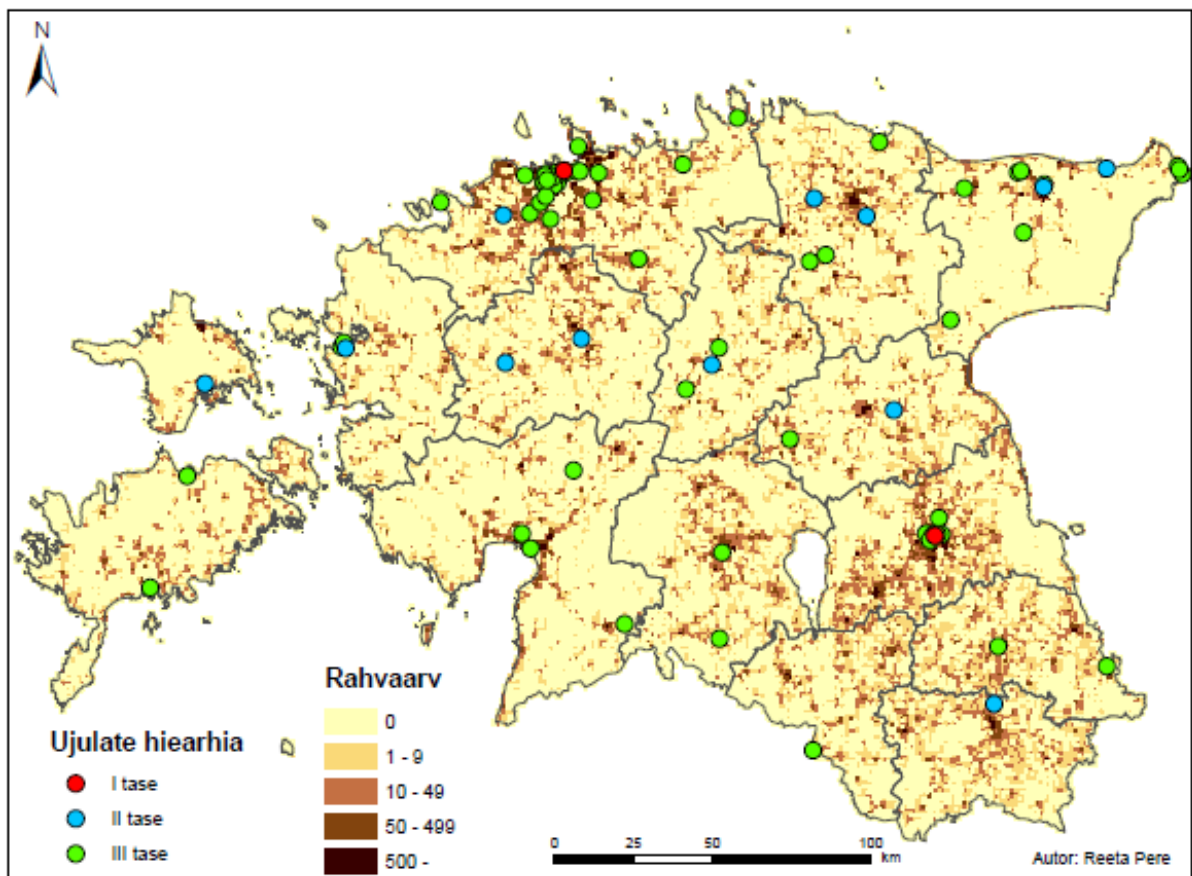 N
Rahvaarv
0
1 - 9
10 - 49
50 - 499
500 -
Ujulate hiearhia
I tase
II tase
III tase
0 25 50 100
km
Autor: Reeta Pere